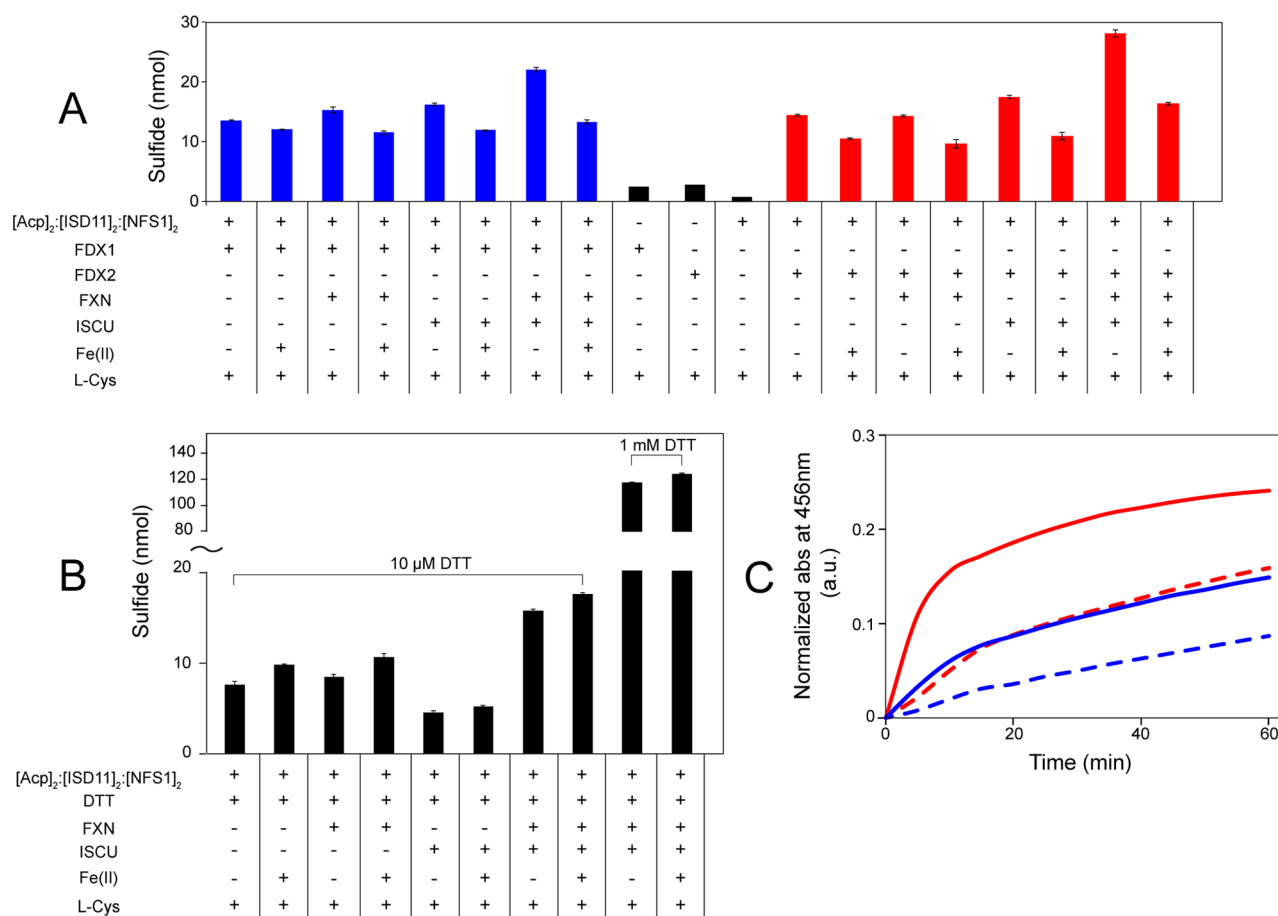 A
Sulfide (nmol)
30
20
10
0
[Acp]₂:[ISD11]₂:[NFS1]₂ + + + + + + + + - - + + + + + + + + +
FDX1 + + + + + + + + + - - - - - - - - - -
FDX2 - - - - - - - - - + - + + + + + + + +
FXN - - + + - - + + - - - - - + + - - + +
ISCU - - - - + + + + - - - - - - - + + + +
Fe(II) - + - + - + - + - - - - + - + - + - +
L-Cys + + + + + + + + + + + + + + + + + + +
B
Sulfide (nmol)
140
120
100
80
20
10
0
1 mM DTT
10 µM DTT
[Acp]₂:[ISD11]₂:[NFS1]₂ + + + + + + + + + +
DTT + + + + + + + + + +
FXN - - + + - - + + + +
ISCU - - - - + + + + + +
Fe(II) - + - + - + - + - +
L-Cys + + + + + + + + + +
C
Normalized abs at 456nm
(a.u.)
0.3
0.2
0.1
0
0 20 40 60
Time (min)